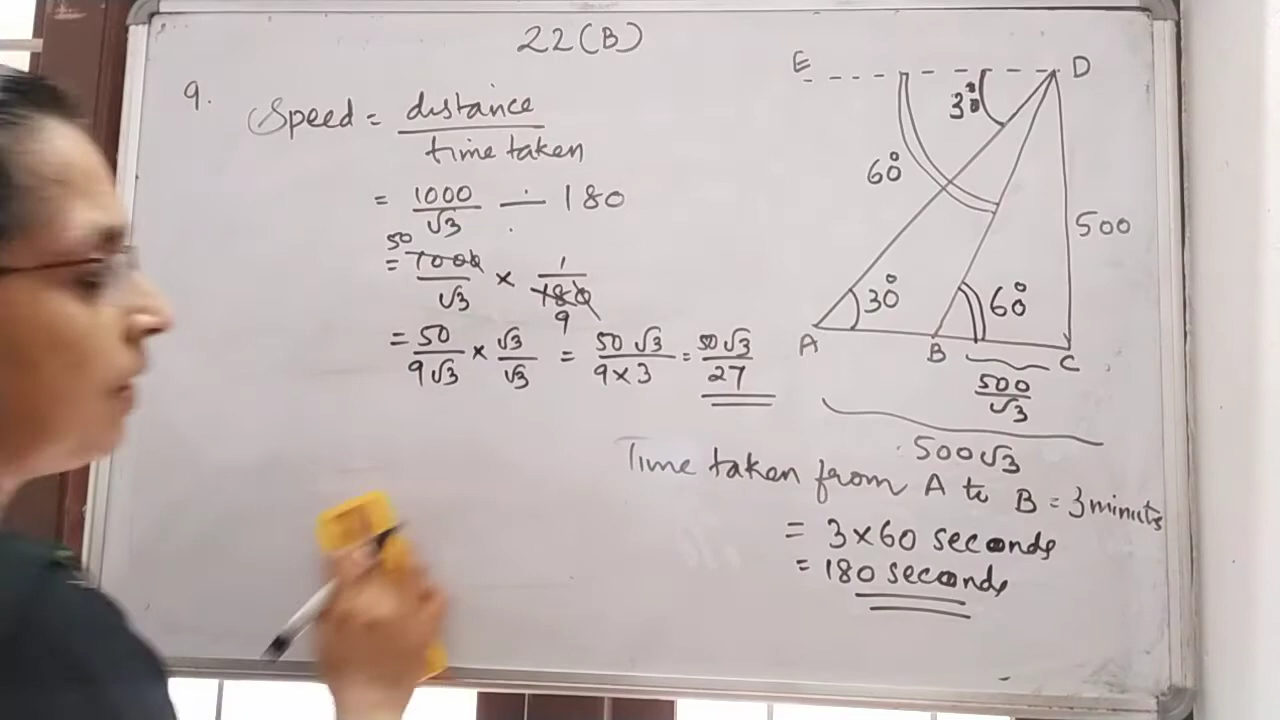 22(B)
9.
Speed = distance / time taken
= 1000/√3 ÷ 180
50
= 1000/√3 × 1/180
9
= 50/9√3 × √3/√3 = 50√3/9×3 = 50√3/27
E
D
30°
60°
500
30°
60°
A
B
C
500/√3
500√3
Time taken from A to B = 3 minuts
= 3×60 seconds
= 180 seconds